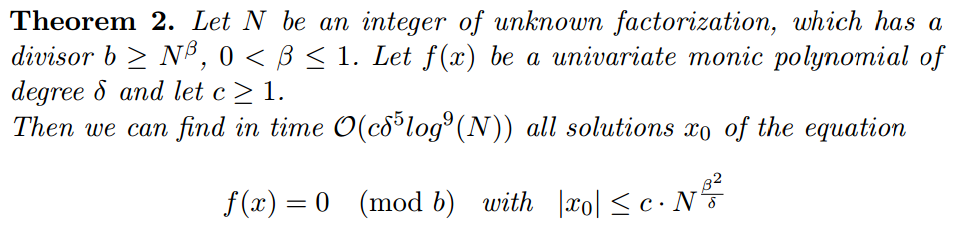 Theorem 2. Let N be an integer of unknown factorization, which has a
divisor b ≥ N^β, 0 < β ≤ 1. Let f(x) be a univariate monic polynomial of
degree δ and let c ≥ 1.
Then we can find in time O(cδ^5log^9(N)) all solutions x_0 of the equation
f(x) = 0 (mod b) with |x_0| ≤ c · N^{β^2/δ}